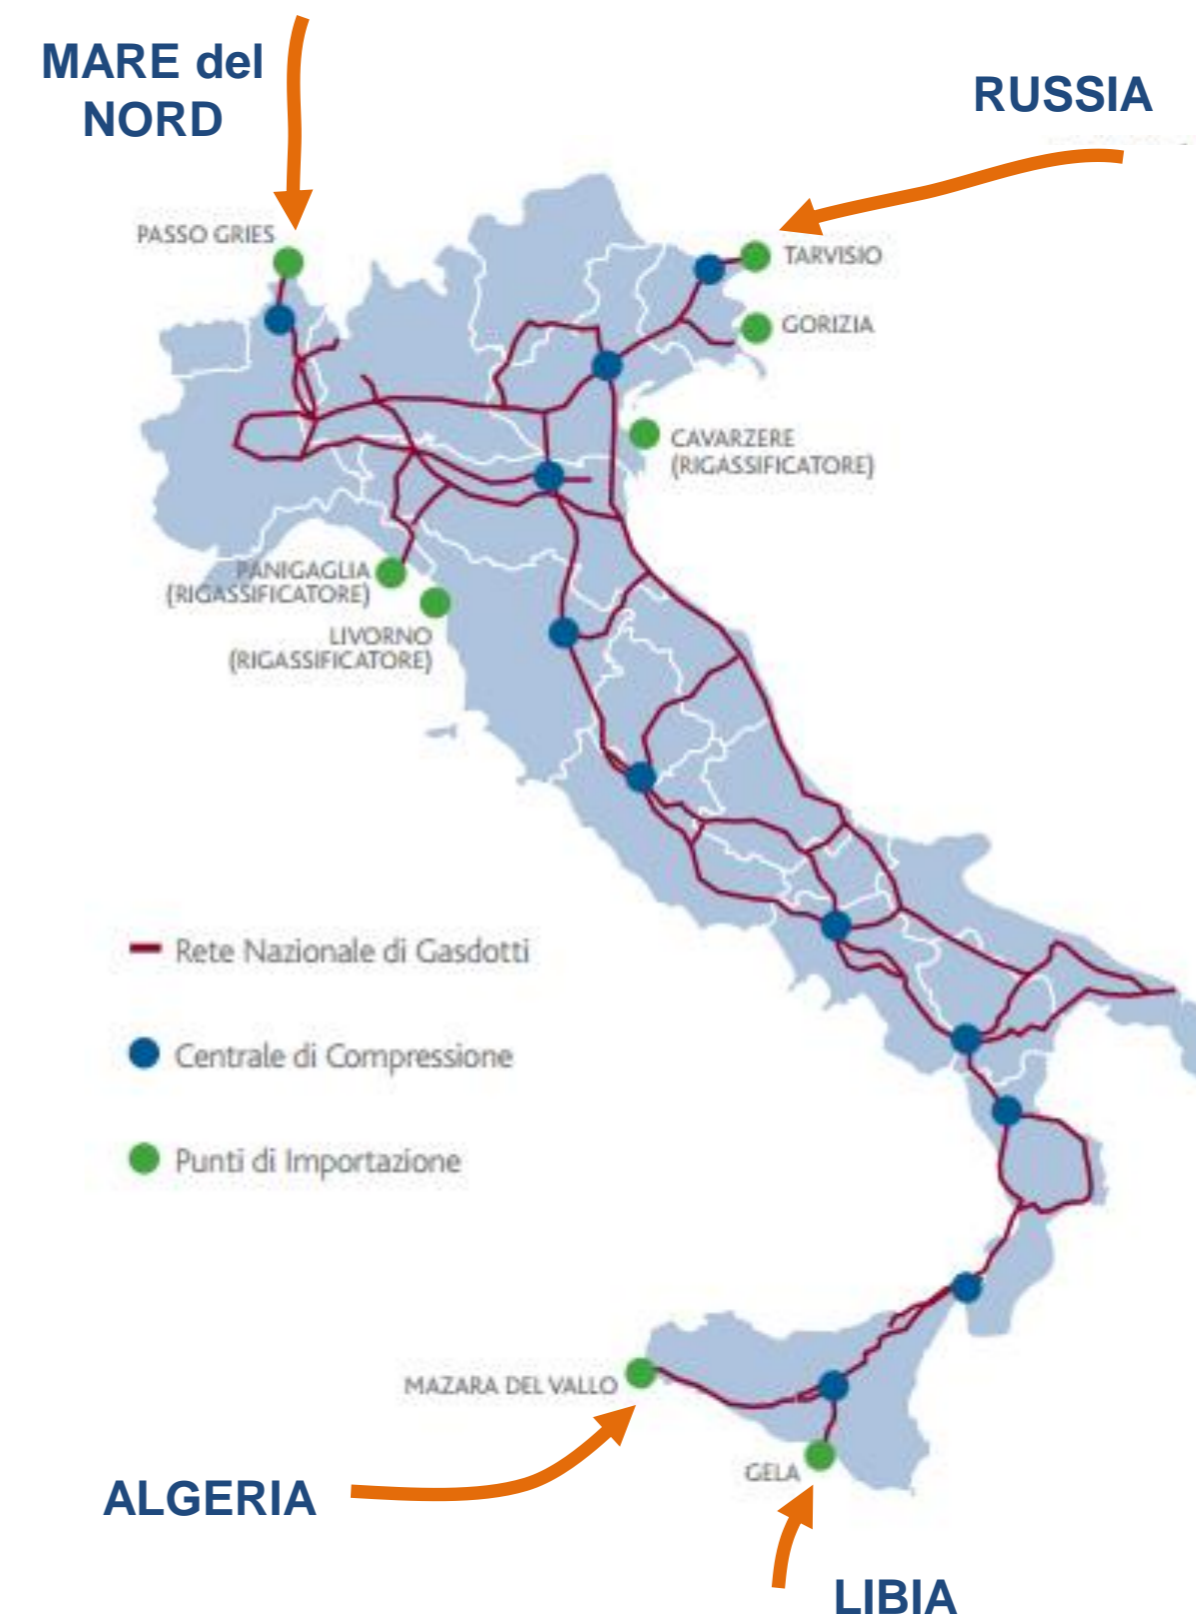 MARE del
NORD
RUSSIA
PASSO GRIES
TARVISIO
GORIZIA
CAVARZERE
(RIGASSIFICATORE)
PANIGAGLIA
(RIGASSIFICATORE)
LIVORNO
(RIGASSIFICATORE)
Rete Nazionale di Gasdotti
Centrale di Compressione
Punti di Importazione
MAZARA DEL VALLO
GELA
ALGERIA
LIBIA